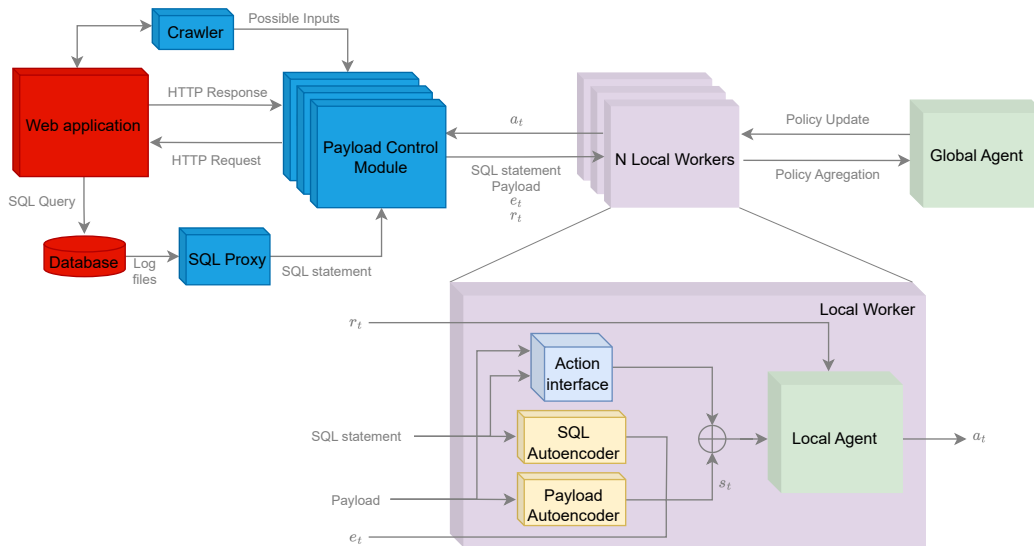 Crawler
Possible Inputs
Web application
HTTP Response
HTTP Request
Payload Control
Module
a_t
SQL statement
Payload
e_t
r_t
N Local Workers
Policy Update
Policy Agregation
Global Agent
SQL Query
Database
Log
files
SQL Proxy
SQL statement
Local Worker
r_t
Action
interface
SQL statement
SQL
Autoencoder
Local Agent
a_t
Payload
Payload
Autoencoder
s_t
e_t